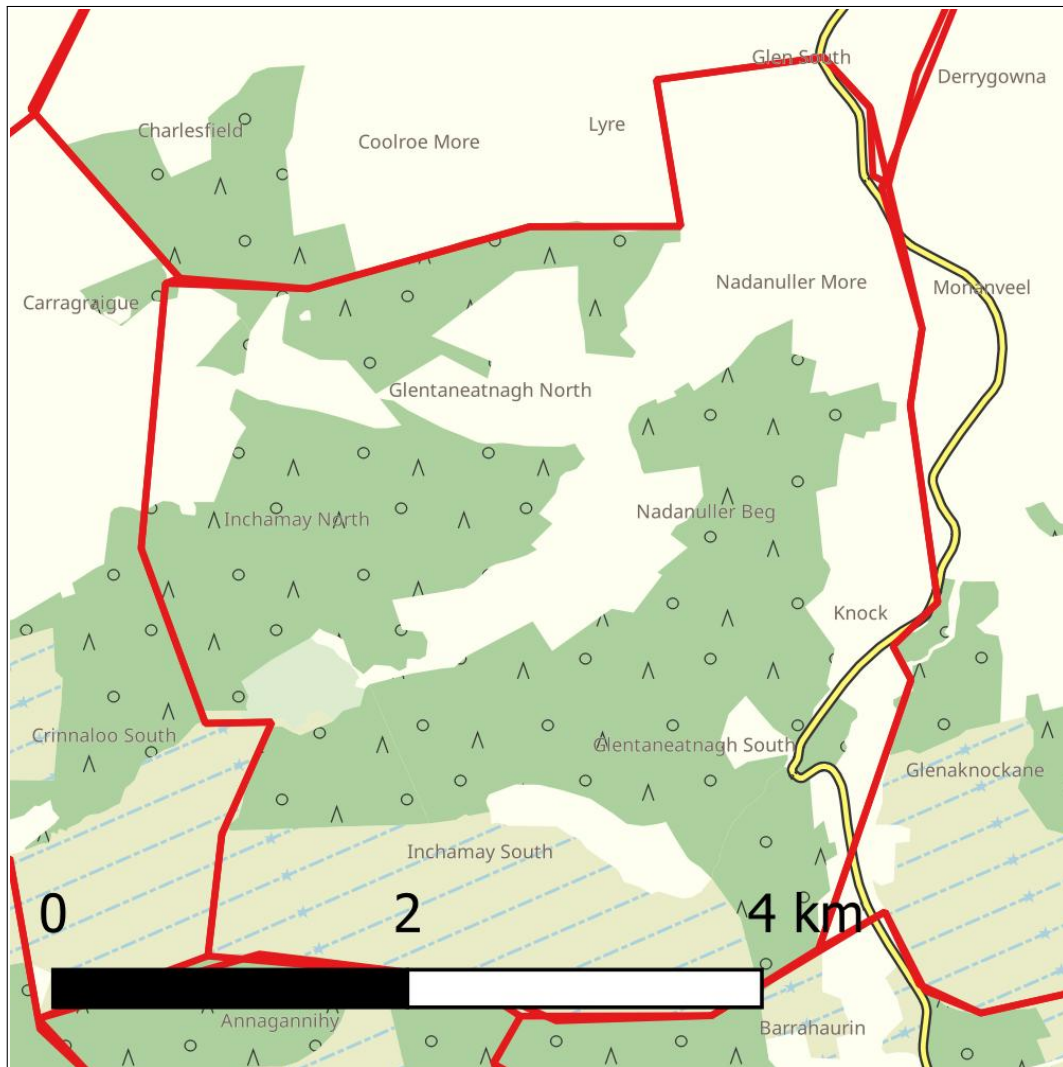 Glen South
Derrygowna
Charlesfield
Lyre
Coolroe More
Nadanuller More
Monanveel
Carragraigue
Glentaneatnagh North
Nadanuller Beg
Inchamay North
Knock
Crinnaloo South
Glentaneatnagh South
Glenaknockane
Inchamay South
0 2 4 km
Annagannihy
Barrahaurin